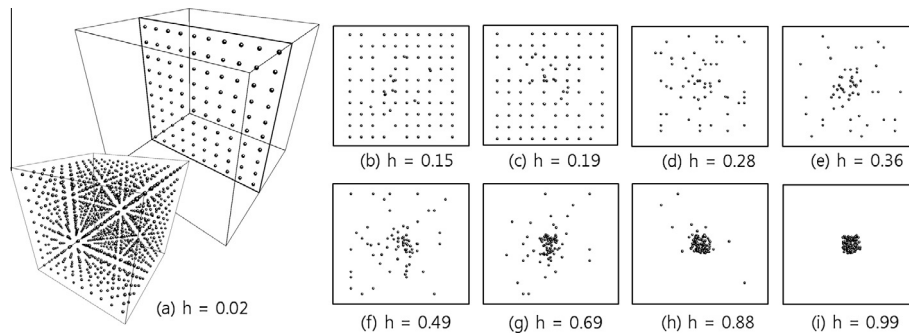 (b) h = 0.15
(c) h = 0.19
(d) h = 0.28
(e) h = 0.36
(a) h = 0.02
(f) h = 0.49
(g) h = 0.69
(h) h = 0.88
(i) h = 0.99